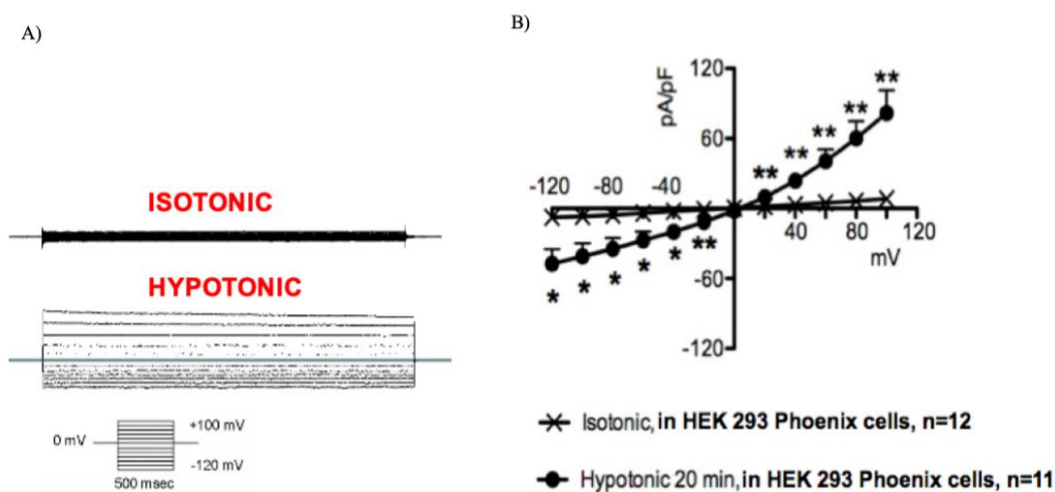 A)
ISOTONIC
HYPOTONIC
0 mV
+100 mV
-120 mV
500 msec
B)
pA/pF
120
60
-60
-120
-120 -80 -40
40 80 120
mV
** ** ** ** **
* * * * * **
Isotonic, in HEK 293 Phoenix cells, n=12
Hypotonic 20 min, in HEK 293 Phoenix cells, n=11